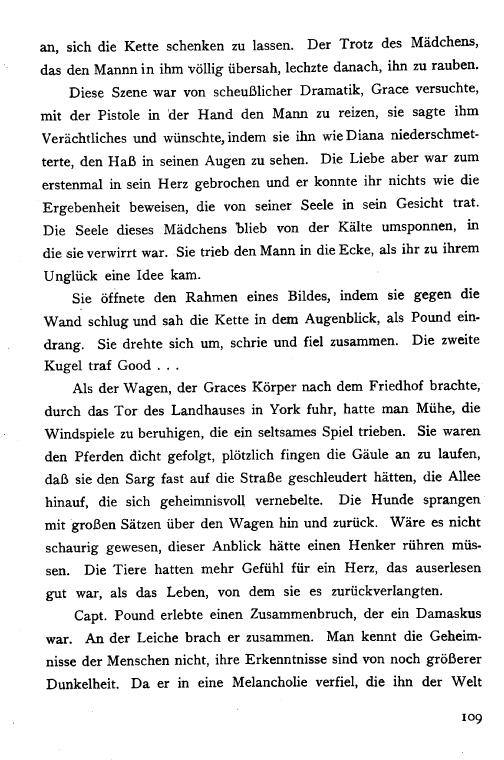 an, sich die Kette schenken zu lassen. Der Trotz des Mädchens,
das den Mannn in ihm völlig übersah, lechzte danach, ihn zu rauben.
Diese Szene war von scheußlicher Dramatik, Grace versuchte,
mit der Pistole in der Hand den Mann zu reizen, sie sagte ihm
Verächtliches und wünschte, indem sie ihn wie Diana niederschmet-
terte, den Haß in seinen Augen zu sehen. Die Liebe aber war zum
erstenmal in sein Herz gebrochen und er konnte ihr nichts wie die
Ergebenheit beweisen, die von seiner Seele in sein Gesicht trat.
Die Seele dieses Mädchens blieb von der Kälte umsponnen, in
die sie verwirrt war. Sie trieb den Mann in die Ecke, als ihr zu ihrem
Unglück eine Idee kam.
Sie öffnete den Rahmen eines Bildes, indem sie gegen die
Wand schlug und sah die Kette in dem Augenblick, als Pound ein-
drang. Sie drehte sich um, schrie und fiel zusammen. Die zweite
Kugel traf Good . . .
Als der Wagen, der Graces Körper nach dem Friedhof brachte,
durch das Tor des Landhauses in York fuhr, hatte man Mühe, die
Windspiele zu beruhigen, die ein seltsames Spiel trieben. Sie waren
den Pferden dicht gefolgt, plötzlich fingen die Gäule an zu laufen,
daß sie den Sarg fast auf die Straße geschleudert hätten, die Allee
hinauf, die sich geheimnisvoll vernebelte. Die Hunde sprangen
mit großen Sätzen über den Wagen hin und zurück. Wäre es nicht
schaurig gewesen, dieser Anblick hätte einen Henker rühren müs-
sen. Die Tiere hatten mehr Gefühl für ein Herz, das auserlesen
gut war, als das Leben, von dem sie es zurückverlangten.
Capt. Pound erlebte einen Zusammenbruch, der ein Damaskus
war. An der Leiche brach er zusammen. Man kennt die Geheim-
nisse der Menschen nicht, ihre Erkenntnisse sind von noch größerer
Dunkelheit. Da er in eine Melancholie verfiel, die ihn der Welt
109